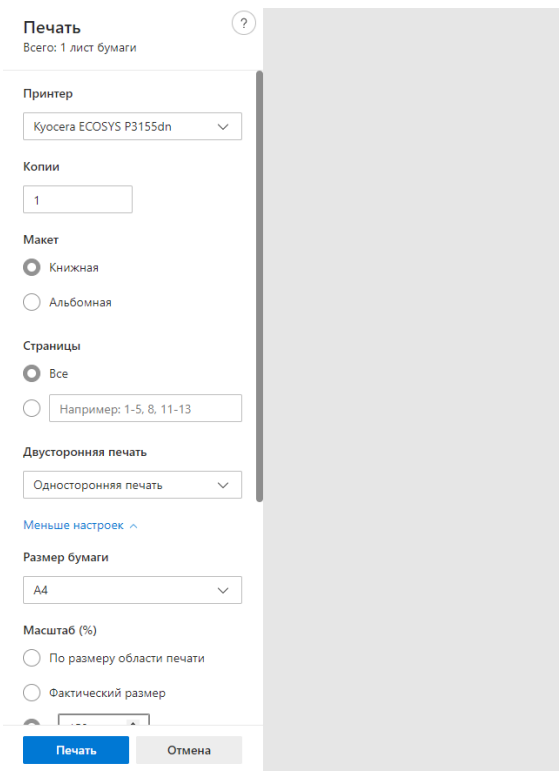 Печать
?
Всего: 1 лист бумаги
Принтер
Kyocera ECOSYS P3155dn
Копии
1
Макет
Книжная
Альбомная
Страницы
Все
Например: 1-5, 8, 11-13
Двусторонняя печать
Односторонняя печать
Меньше настроек
Размер бумаги
A4
Масштаб (%)
По размеру области печати
Фактический размер
Печать
Отмена